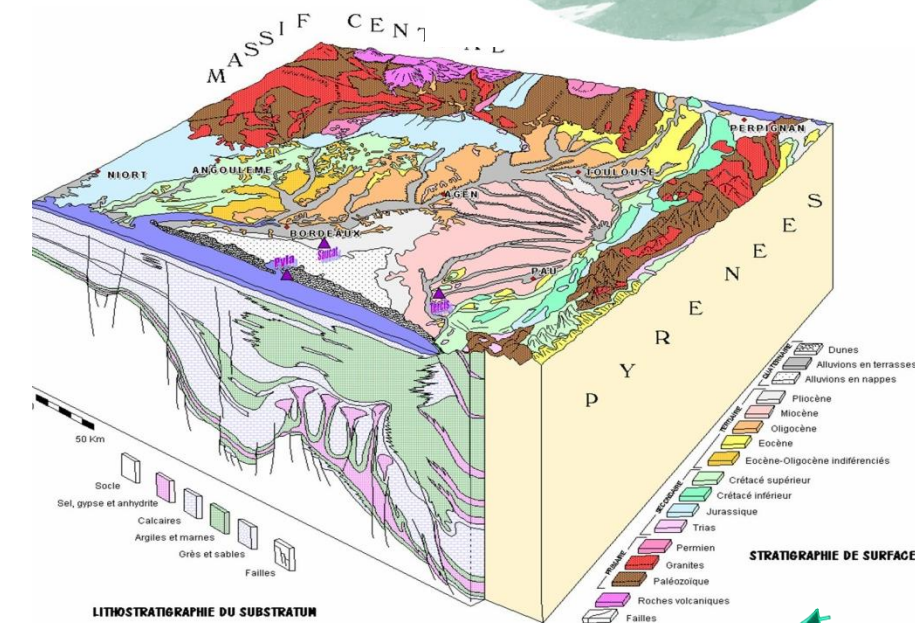 MASSIF CENTRAL
NIORT
ANGOULEME
PERPIGNAN
TOULOUSE
AGEN
BORDEAUX
Saucats
Pyla
PAU
Tercis
PYRENEES
50 Km
Socle
Sel, gypse et anhydrite
Calcaires
Argiles et marnes
Grès et sables
Failles
LITHOSTRATIGRAPHIE DU SUBSTRATUM
QUATERNAIRE
Dunes
Alluvions en terrasses
Alluvions en nappes
TERTIAIRE
Pliocène
Miocène
Oligocène
Eocène
Eocène-Oligocène indiférenciés
SECONDAIRE
Crétacé supérieur
Crétacé inférieur
Jurassique
Trias
PRIMAIRE
Permien
Granites
Paléozoïque
Roches volcaniques
Failles
STRATIGRAPHIE DE SURFACE